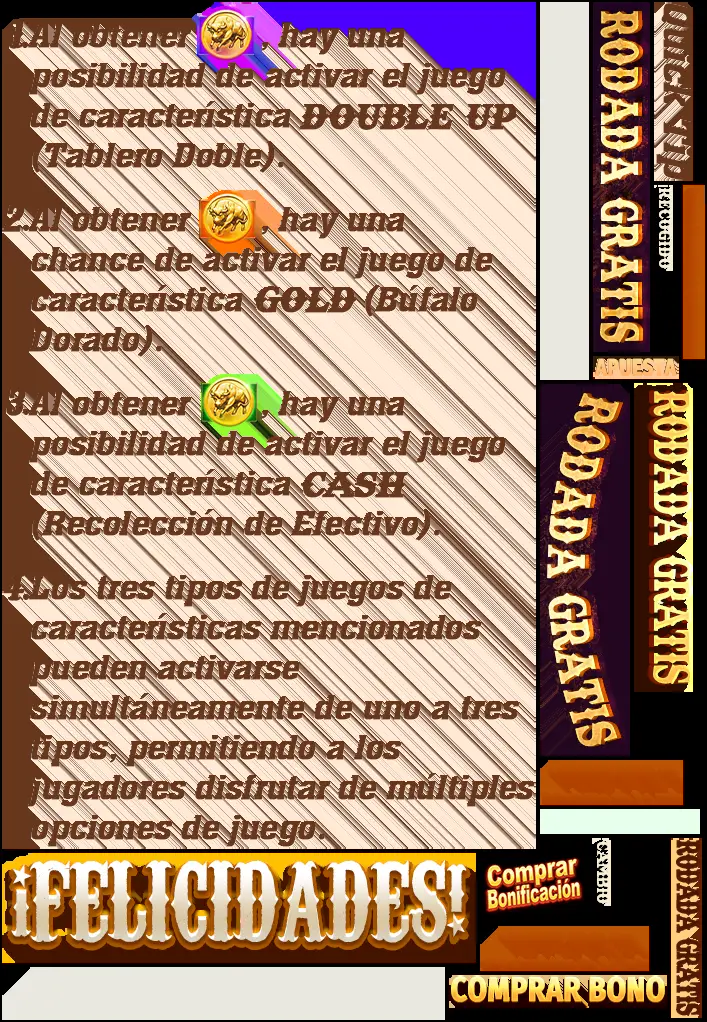 1.Al obtener , hay una
posibilidad de activar el juego
de característica DOUBLE UP
(Tablero Doble).
2.Al obtener , hay una
chance de activar el juego de
característica GOLD (Búfalo
Dorado).
3.Al obtener , hay una
posibilidad de activar el juego
de característica CASH
(Recolección de Efectivo).
4.Los tres tipos de juegos de
características mencionados
pueden activarse
simultáneamente de uno a tres
tipos, permitiendo a los
jugadores disfrutar de múltiples
opciones de juego.
RODADA GRATIS
RECOGIDO
APUESTA
RODADA GRATIS
RODADA GRATIS
¡FELICIDADES!
Comprar
Bonificación
CAMBIO
RODADA GRATIS
COMPRAR BONO